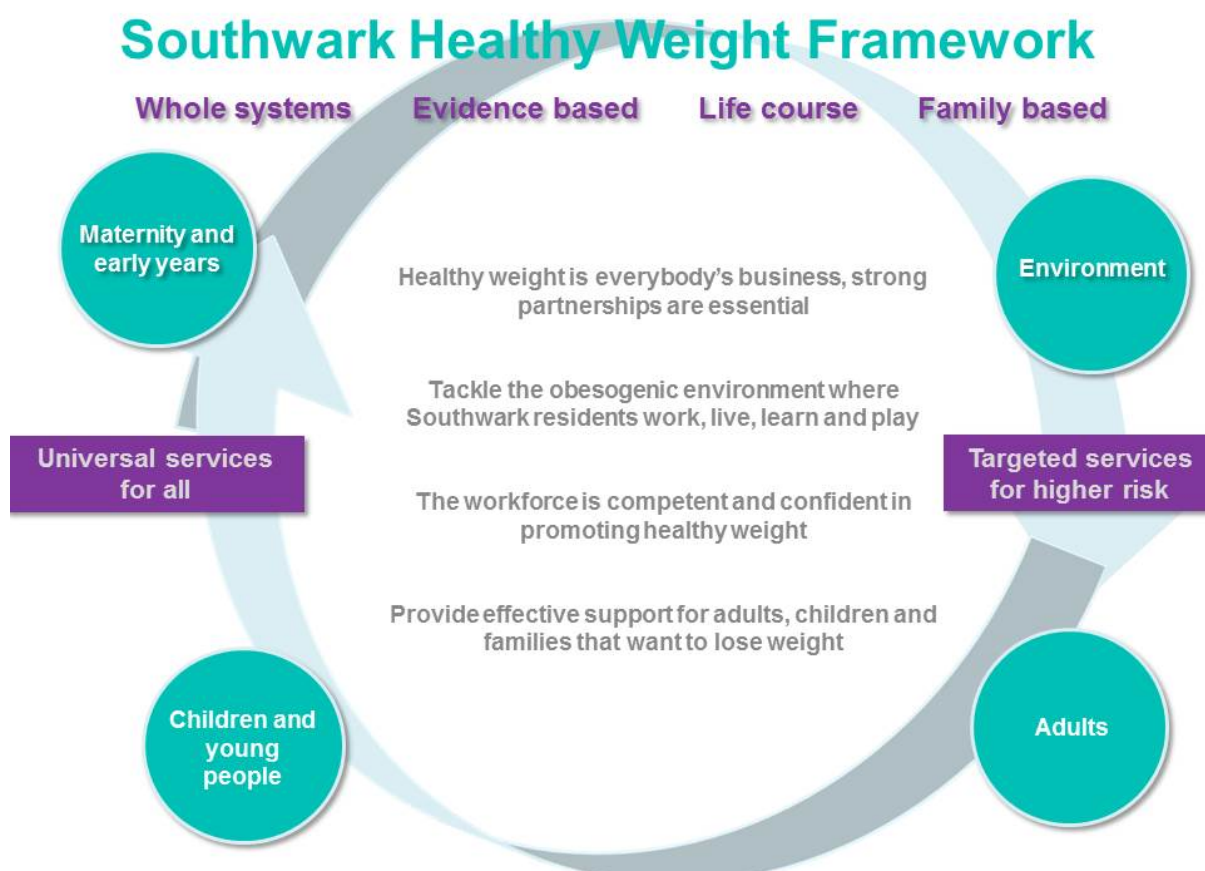 Southwark Healthy Weight Framework
Whole systems Evidence based Life course Family based
Maternity and
early years
Environment
Healthy weight is everybody's business, strong
partnerships are essential
Tackle the obesogenic environment where
Southwark residents work, live, learn and play
Universal services
for all
Targeted services
for higher risk
The workforce is competent and confident in
promoting healthy weight
Provide effective support for adults, children and
families that want to lose weight
Children and
young
people
Adults